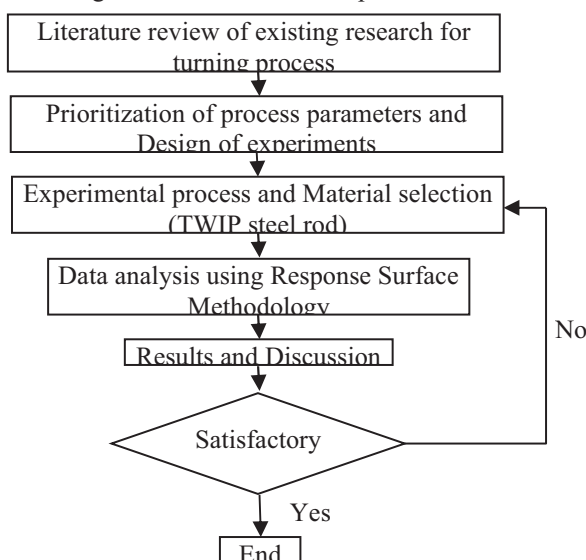 Literature review of existing research for
turning process
Prioritization of process parameters and
Design of experiments
Experimental process and Material selection
(TWIP steel rod)
Data analysis using Response Surface
Methodology
Results and Discussion
No
Satisfactory
Yes
End